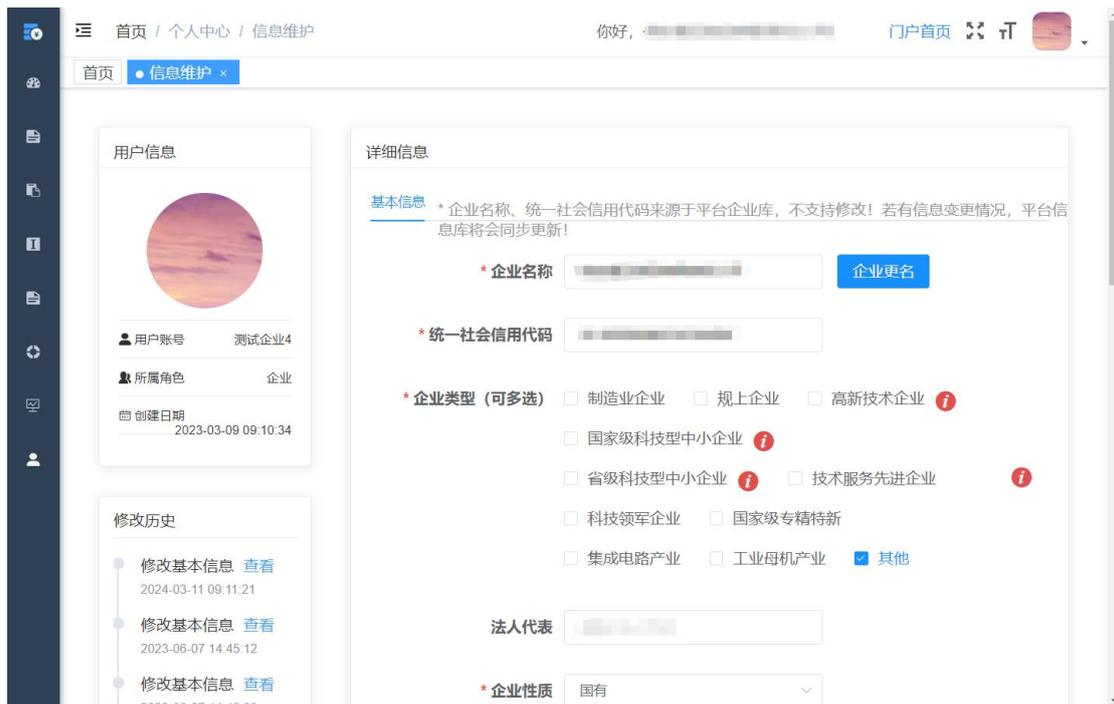 首页 / 个人中心 / 信息维护
你好，
门户首页
首页
信息维护 ×
用户信息
用户账号 测试企业4
所属角色 企业
创建日期
2023-03-09 09:10:34
修改历史
修改基本信息 查看
2024-03-11 09:11:21
修改基本信息 查看
2023-06-07 14:45:12
修改基本信息 查看
详细信息
基本信息
* 企业名称、统一社会信用代码来源于平台企业库，不支持修改！若有信息变更情况，平台信
息库将会同步更新！
* 企业名称
企业更名
* 统一社会信用代码
* 企业类型（可多选） 制造业企业 规上企业 高新技术企业
国家级科技型中小企业
省级科技型中小企业 技术服务先进企业
科技领军企业 国家级专精特新
集成电路产业 工业母机产业 其他
法人代表
* 企业性质 国有